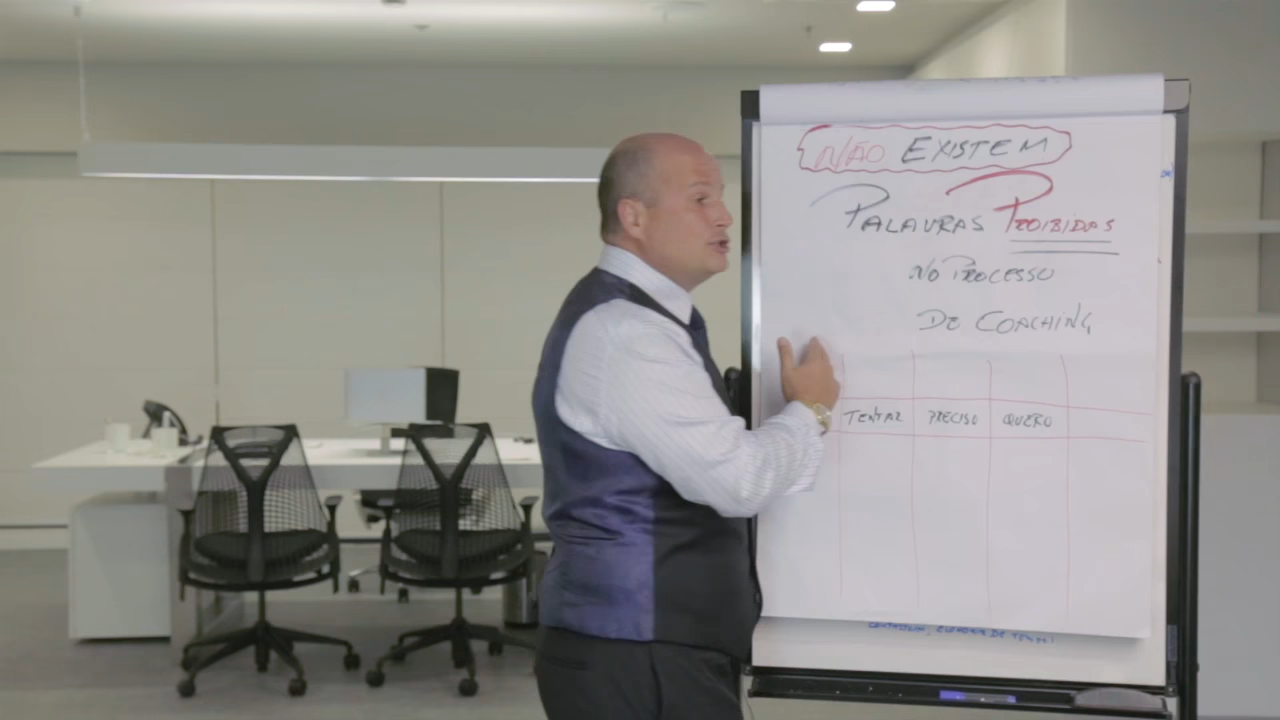 NÃO EXISTEM
PALAVRAS PROIBIDAS
NO PROCESSO
DE COACHING
TENTAR PRECISO QUERO